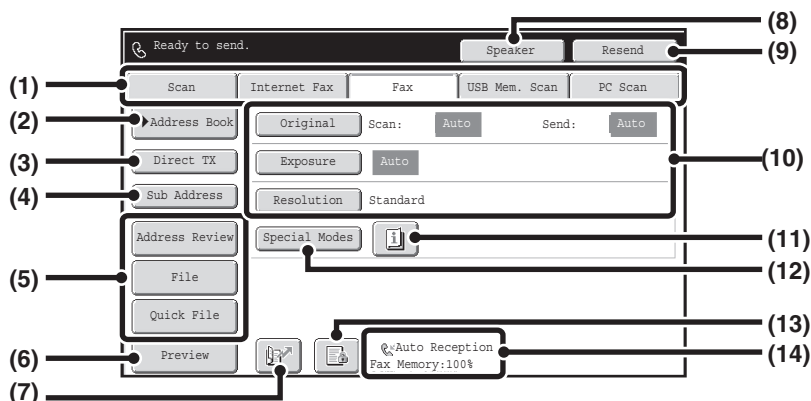 (8)
Ready to send. Speaker Resend
(9)
(1) Scan Internet Fax Fax USB Mem. Scan PC Scan
(2) Address Book Original Scan: Auto Send: Auto
(3) Direct TX Exposure Auto (10)
(4) Sub Address Resolution Standard
Address Review Special Modes (11)
(5) File (12)
Quick File
(13)
(6) Preview Auto Reception
Fax Memory:100% (14)
(7)